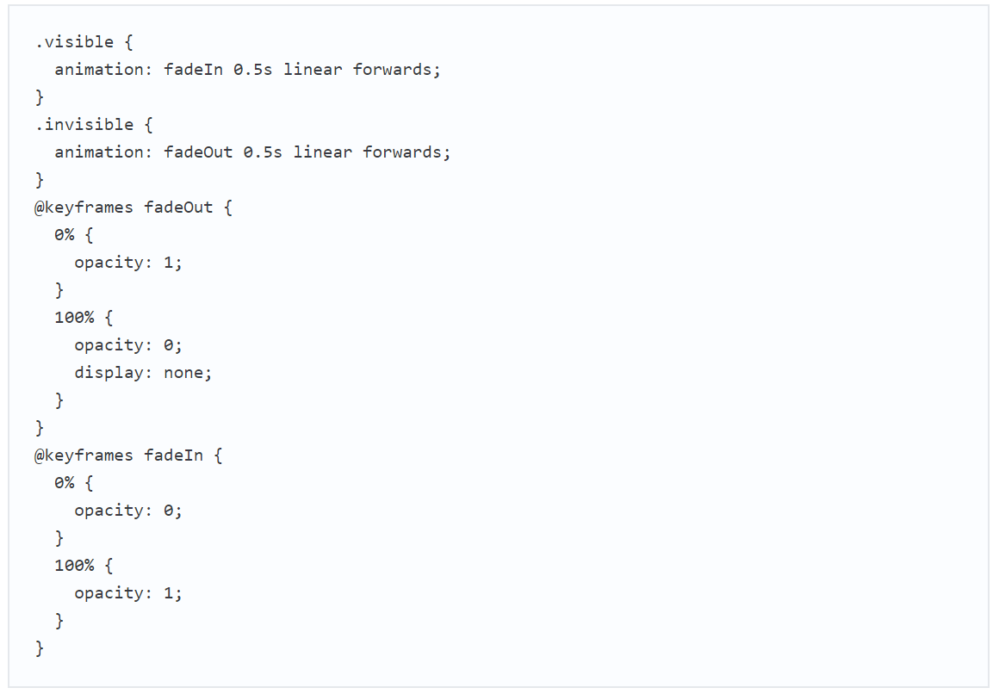 .visible {
  animation: fadeIn 0.5s linear forwards;
}
.invisible {
  animation: fadeOut 0.5s linear forwards;
}
@keyframes fadeOut {
  0% {
    opacity: 1;
  }
  100% {
    opacity: 0;
    display: none;
  }
}
@keyframes fadeIn {
  0% {
    opacity: 0;
  }
  100% {
    opacity: 1;
  }
}